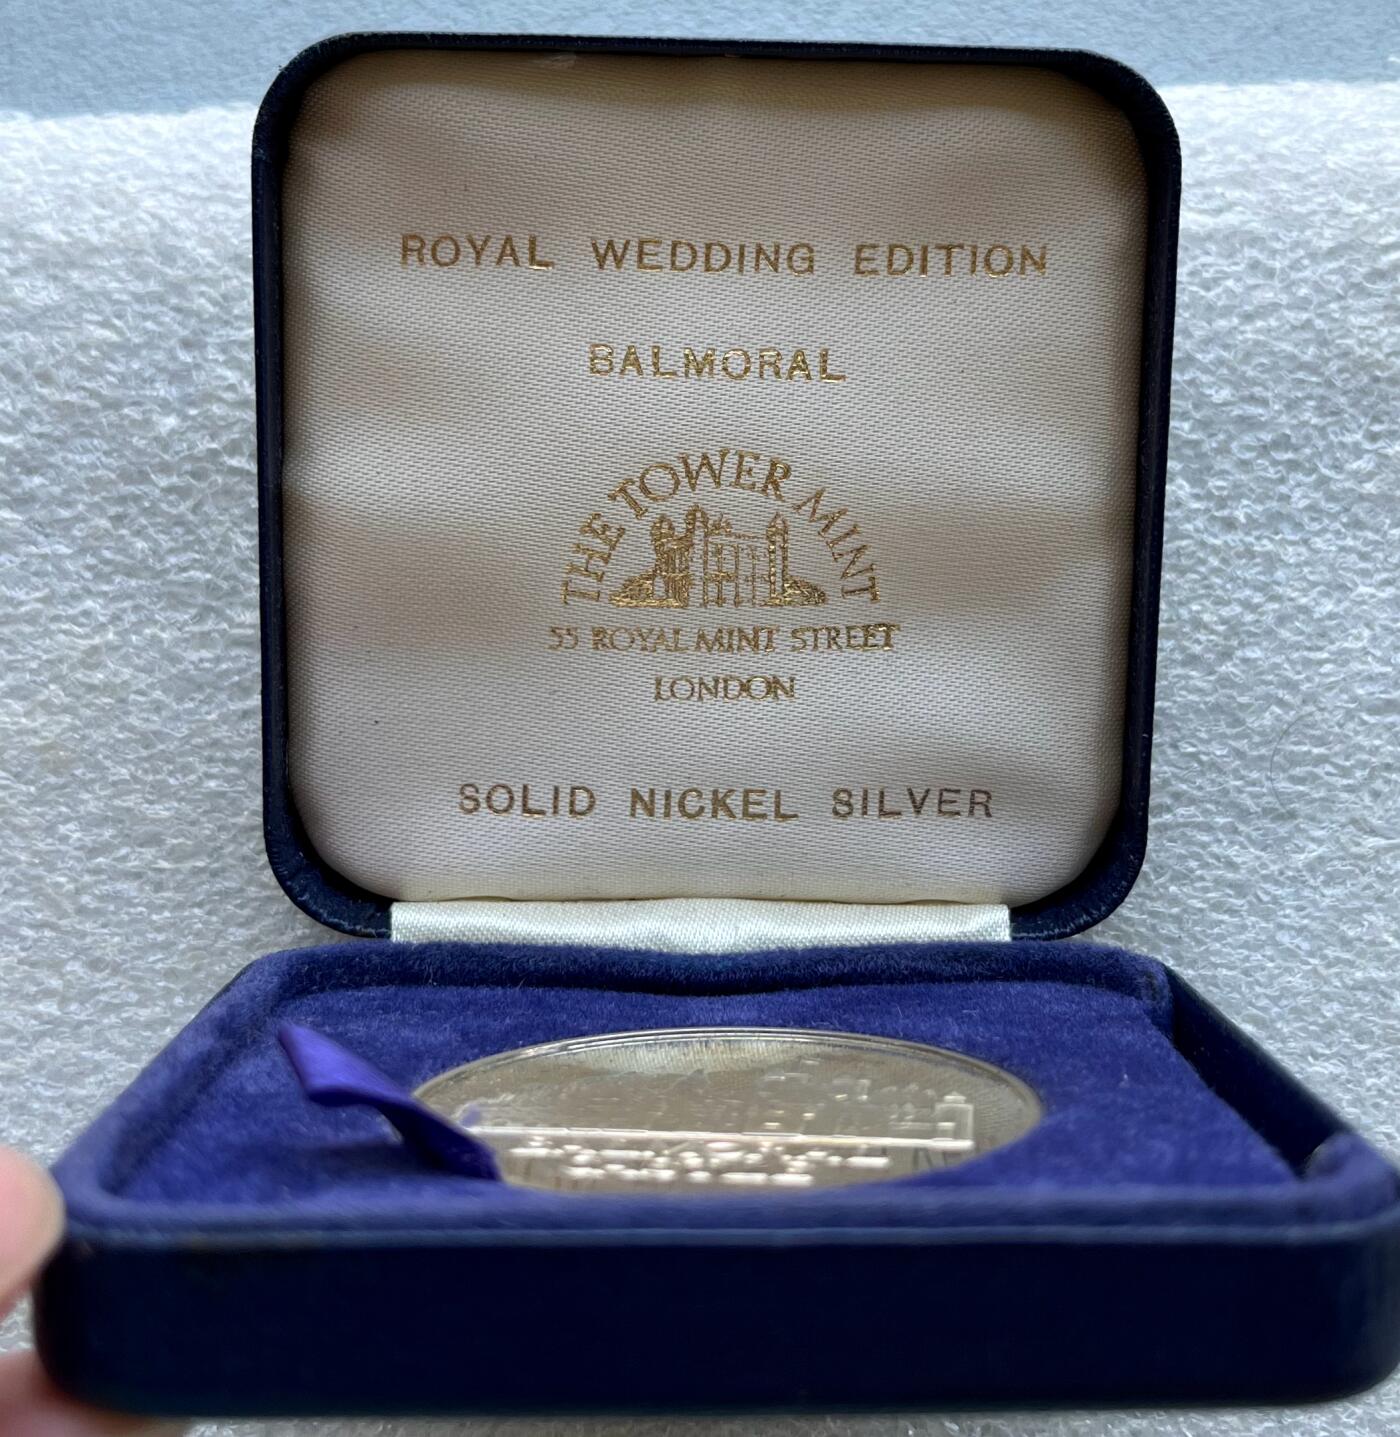 ROYAL WEDDING EDITION
BALMORAL
THE TOWER MINT
55 ROYAL MINT STREET
LONDON
SOLID NICKEL SILVER